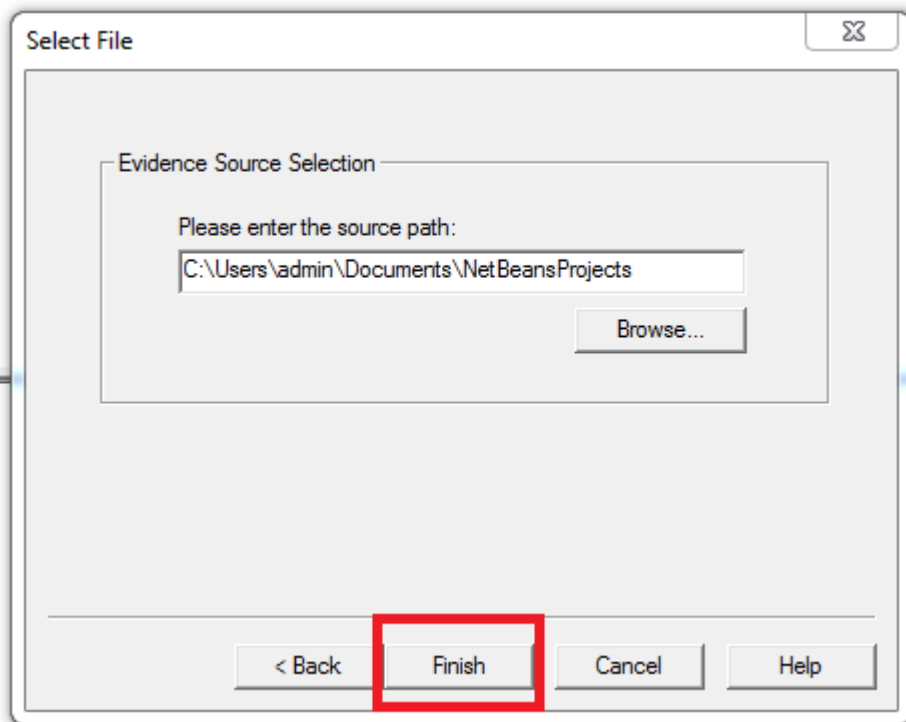 Select File
Evidence Source Selection
Please enter the source path:
C:\Users\admin\Documents\NetBeansProjects
Browse...
< Back
Finish
Cancel
Help